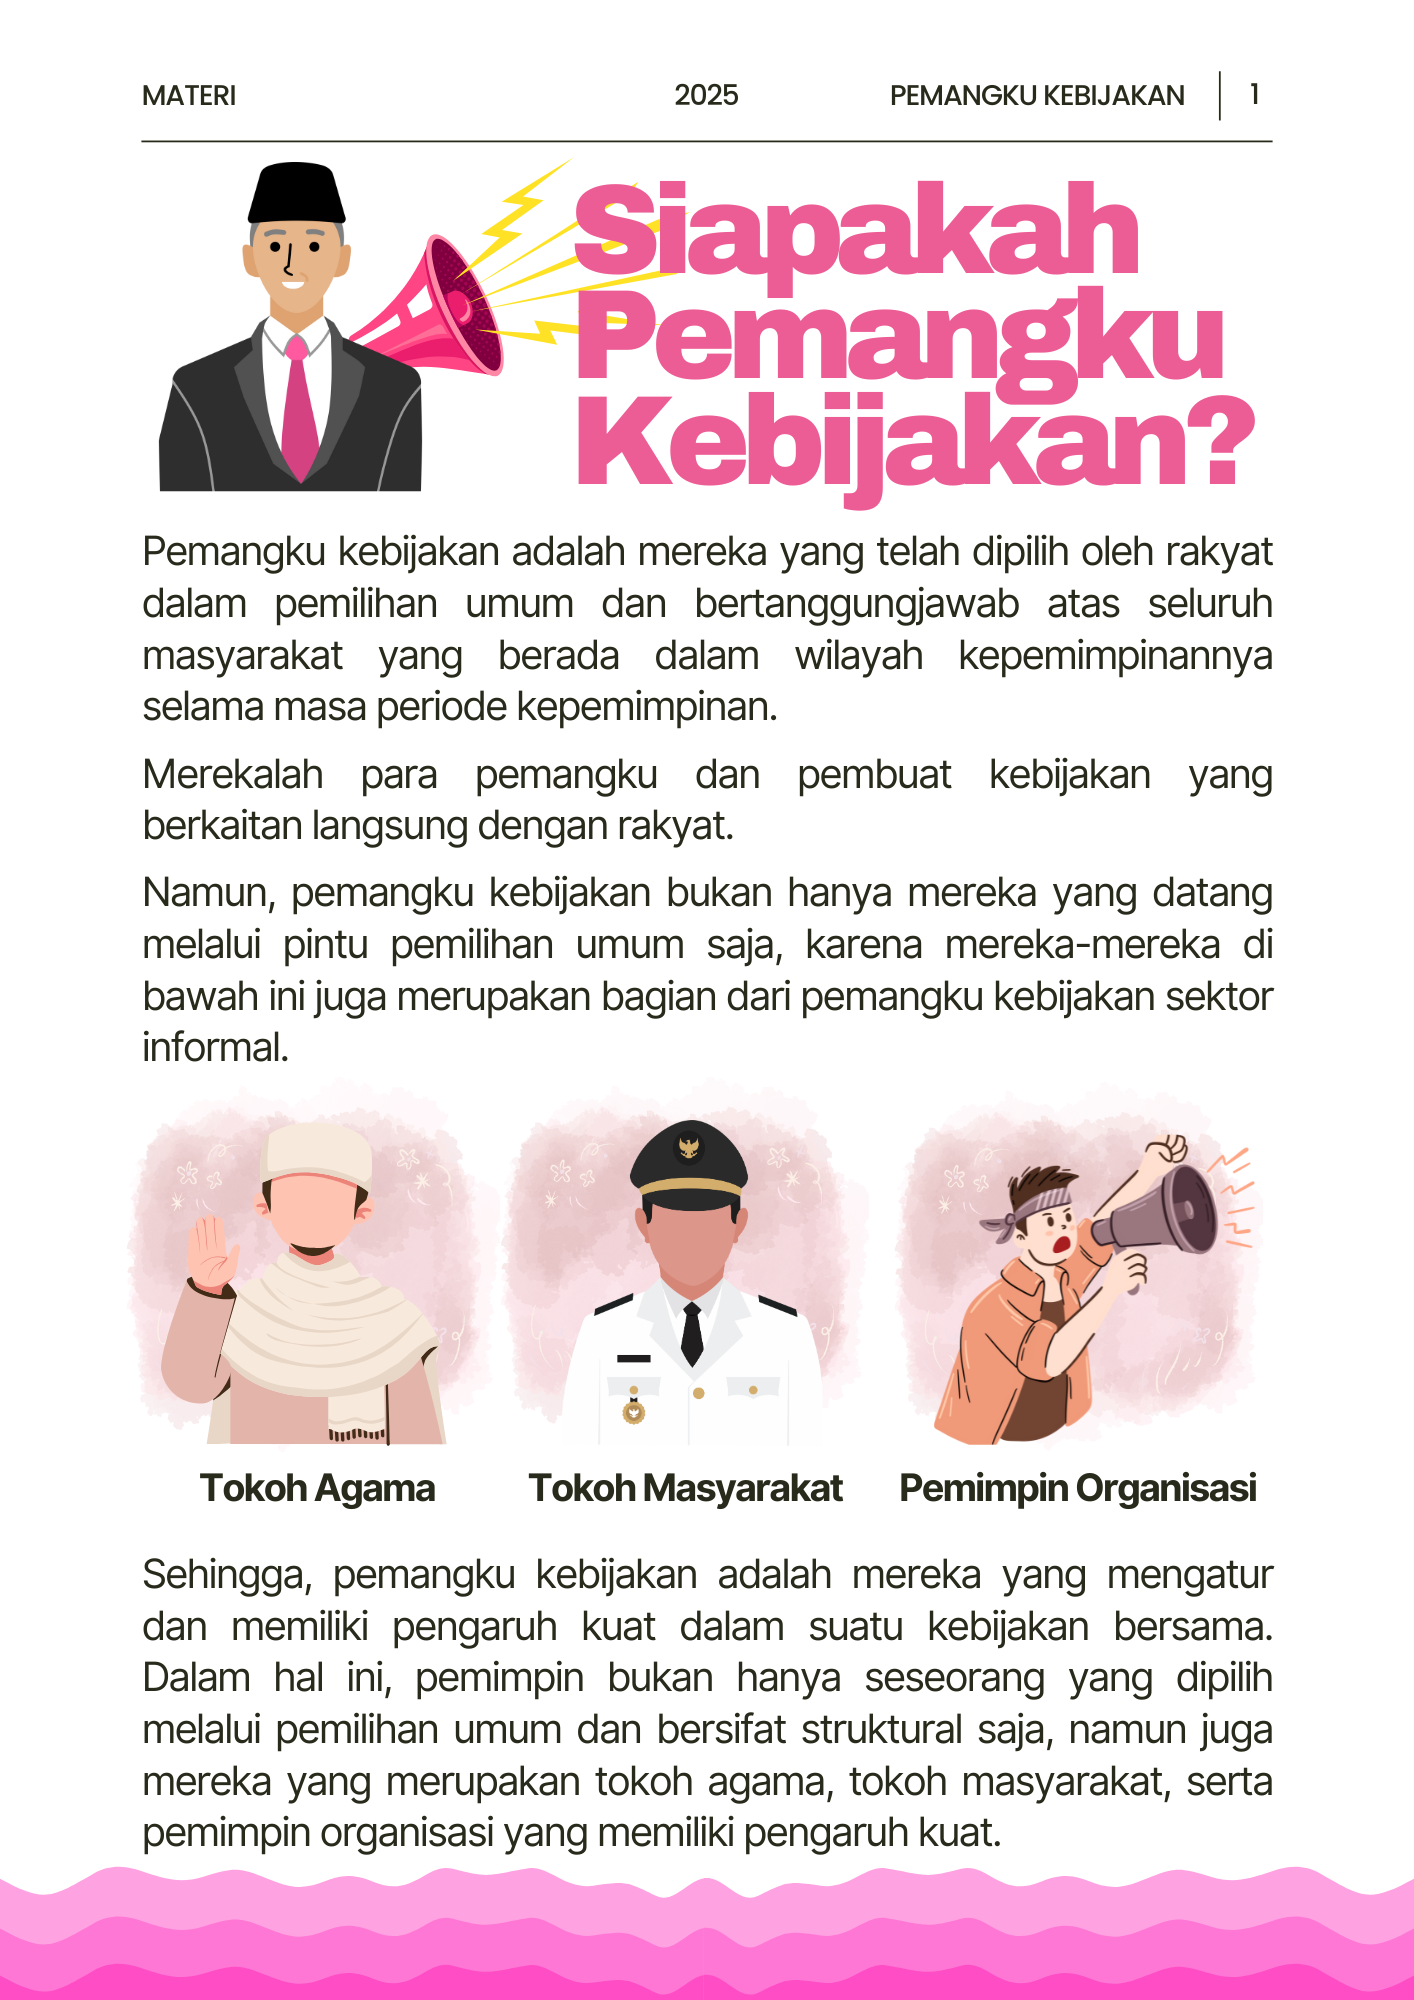 MATERI
2025
PEMANGKU KEBIJAKAN
1
Siapakah
Pemangku
Kebijakan?
Pemangku kebijakan adalah mereka yang telah dipilih oleh rakyat
dalam pemilihan umum dan bertanggungjawab atas seluruh
masyarakat yang berada dalam wilayah kepemimpinannya
selama masa periode kepemimpinan.
Merekalah para pemangku dan pembuat kebijakan yang
berkaitan langsung dengan rakyat.
Namun, pemangku kebijakan bukan hanya mereka yang datang
melalui pintu pemilihan umum saja, karena mereka-mereka di
bawah ini juga merupakan bagian dari pemangku kebijakan sektor
informal.
Tokoh Agama
Tokoh Masyarakat
Pemimpin Organisasi
Sehingga, pemangku kebijakan adalah mereka yang mengatur
dan memiliki pengaruh kuat dalam suatu kebijakan bersama.
Dalam hal ini, pemimpin bukan hanya seseorang yang dipilih
melalui pemilihan umum dan bersifat struktural saja, namun juga
mereka yang merupakan tokoh agama, tokoh masyarakat, serta
pemimpin organisasi yang memiliki pengaruh kuat.